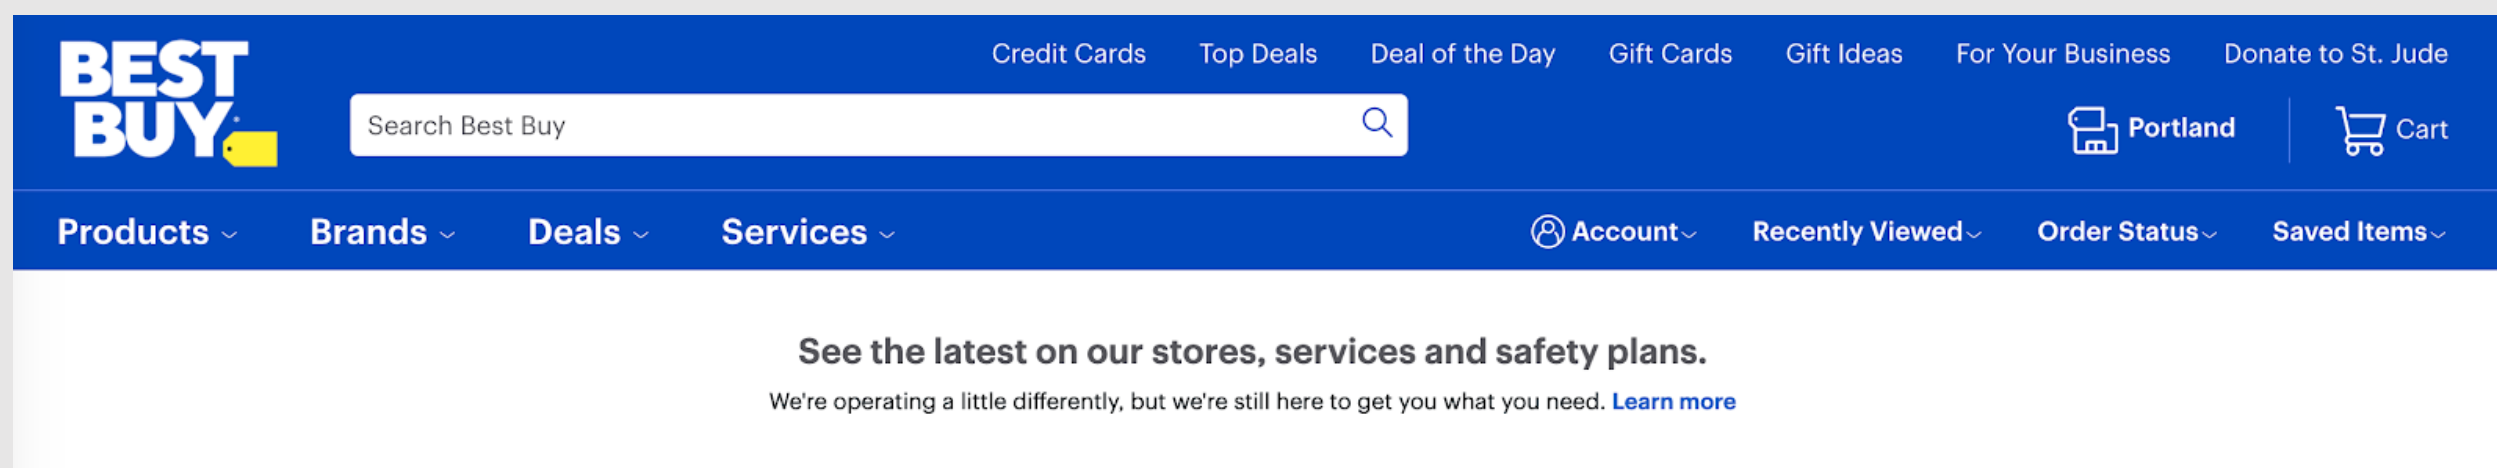 BEST
BUY
Credit Cards Top Deals Deal of the Day Gift Cards Gift Ideas For Your Business Donate to St. Jude
Search Best Buy
Portland
Cart
Products Brands Deals Services Account Recently Viewed Order Status Saved Items
See the latest on our stores, services and safety plans.
We're operating a little differently, but we're still here to get you what you need. Learn more